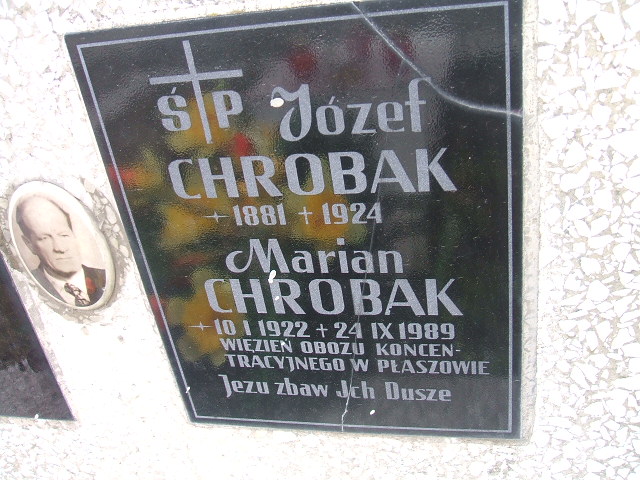 ŚP Józef
CHROBAK
+ 1881 + 1924
Marian
CHROBAK
+ 10 I 1922 + 24 IX 1989
WIĘZIEŃ OBOZU KONCEN-
TRACYJNEGO W PŁASZOWIE
Jezu zbaw Jch Dusze